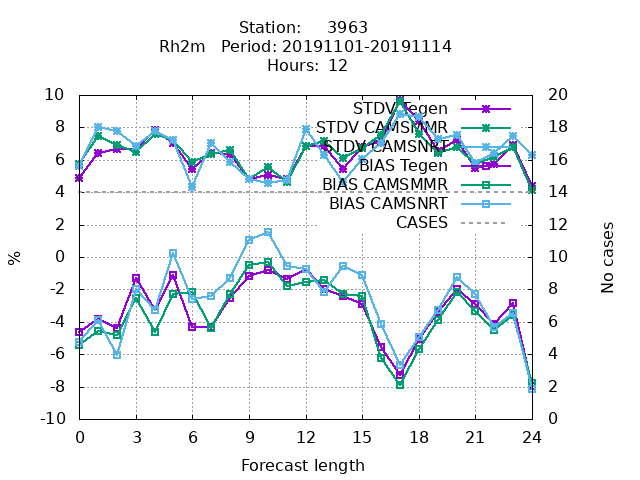 Station: 3963
Rh2m Period: 20191101-20191114
Hours: 12
10 20
8 18
6 16
4 14
2 12
0 10
-2 8
-4 6
-6 4
-8 2
-10 0
STDV Tegen
STDV CAMSMMR
STDV CAMSNRT
BIAS Tegen
BIAS CAMSMMR
BIAS CAMSNRT
CASES
%
No cases
0 3 6 9 12 15 18 21 24
Forecast length